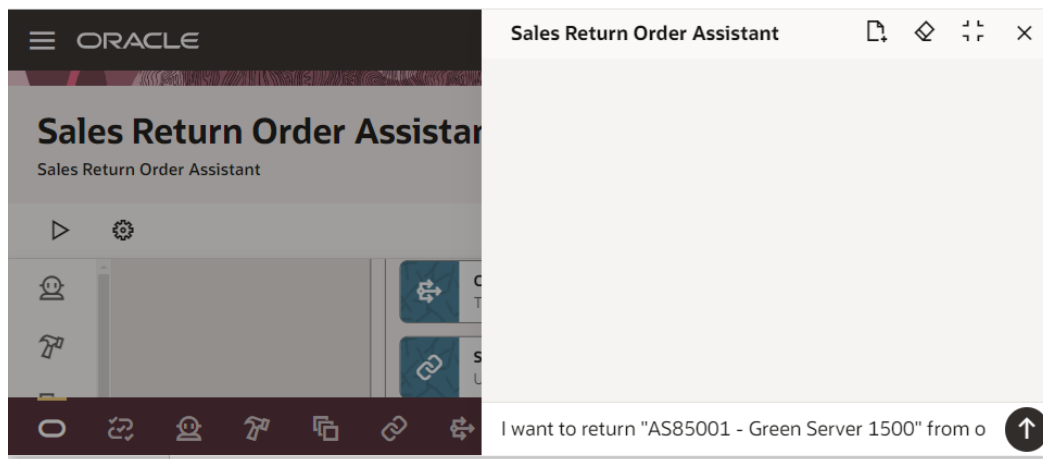 ORACLE
Sales Return Order Assistant
Sales Return Order Assistant
Sales Return Order Assistant
I want to return "AS85001 - Green Server 1500" from o